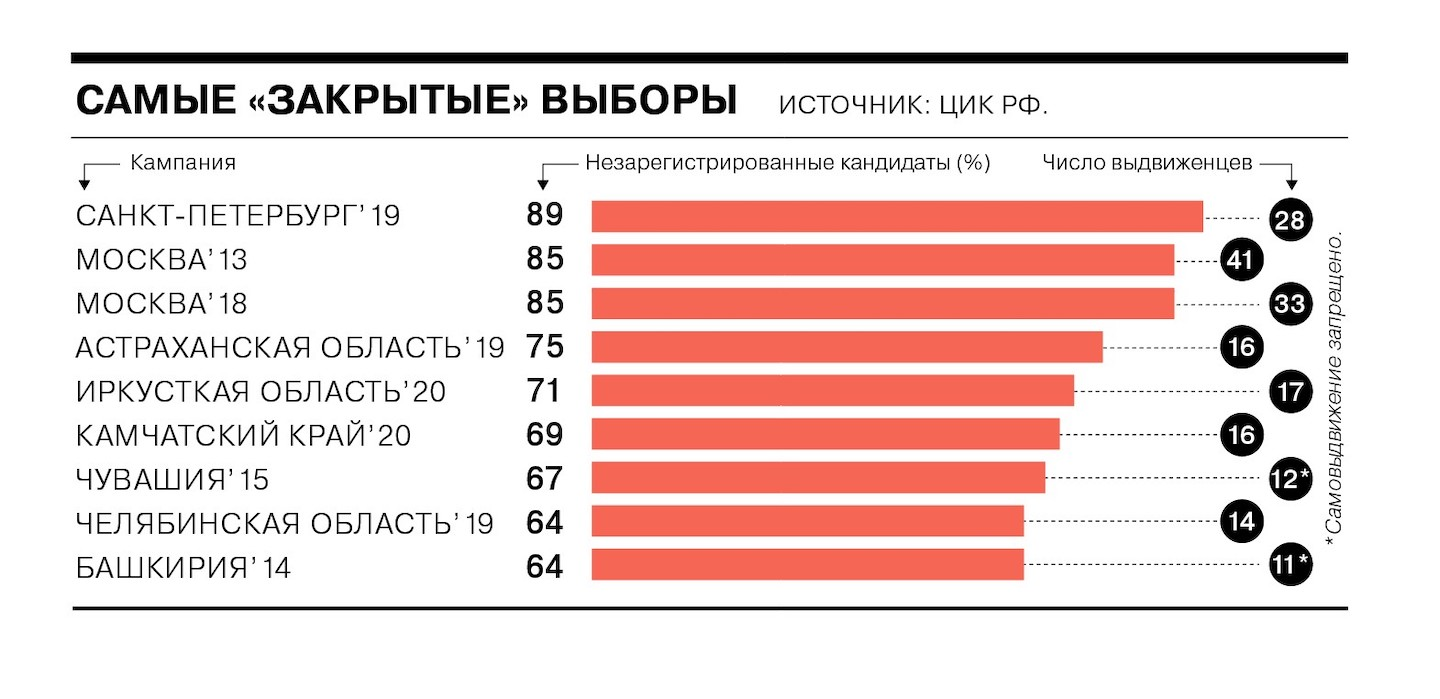 САМЫЕ «ЗАКРЫТЫЕ» ВЫБОРЫ ИСТОЧНИК: ЦИК РФ.
Кампания Незарегистрированные кандидаты (%) Число выдвиженцев
САНКТ-ПЕТЕРБУРГ’ 19 89 28
МОСКВА’ 13 85 41
МОСКВА’ 18 85 33
АСТРАХАНСКАЯ ОБЛАСТЬ’ 19 75 16
ИРКУСТКАЯ ОБЛАСТЬ’ 20 71 17
КАМЧАТСКИЙ КРАЙ’ 20 69 16
ЧУВАШИЯ’ 15 67 12*
ЧЕЛЯБИНСКАЯ ОБЛАСТЬ’ 19 64 14
БАШКИРИЯ’ 14 64 11*
*Самовыдвижение запрещено.